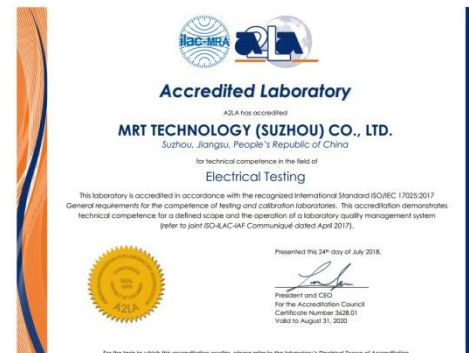 ilac-MRA
A2LA
Accredited Laboratory
A2LA has accredited
MRT TECHNOLOGY (SUZHOU) CO., LTD.
Suzhou, Jiangsu, People's Republic of China
for technical competence in the field of
Electrical Testing
This laboratory is accredited in accordance with the recognized International Standard ISO/IEC 17025:2017
General requirements for the competence of testing and calibration laboratories. This accreditation demonstrates
technical competence for a defined scope and the operation of a laboratory quality management system
(refer to joint ISO-ILAC-IAF Communiqué dated April 2017).
Presented this 24th day of July 2018.
President and CEO
For the Accreditation Council
Certificate Number 3628.01
Valid to August 31, 2020
SEAL
A2LA